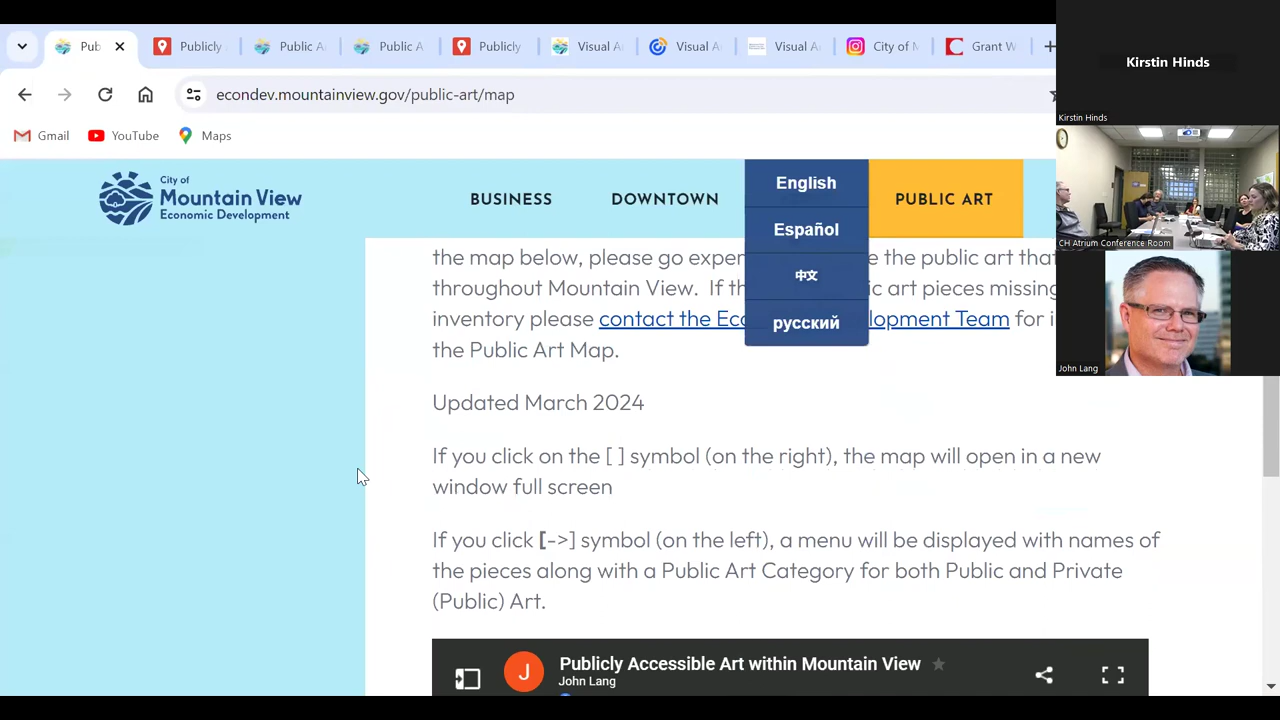 Pub
Publicly
Public A
Public A
Publicly
Visual A
Visual A
Visual A
City of M
Grant W
econdev.mountainview.gov/public-art/map
Gmail
YouTube
Maps
Kirstin Hinds
Kirstin Hinds
CH Atrium Conference Room
John Lang
City of
Mountain View
Economic Development
BUSINESS
DOWNTOWN
English
Español
中文
русский
PUBLIC ART
the map below, please go exper e the public art that
throughout Mountain View. If th ic art pieces missing
inventory please contact the Ec lopment Team for i
the Public Art Map.
Updated March 2024
If you click on the [ ] symbol (on the right), the map will open in a new
window full screen
If you click [->] symbol (on the left), a menu will be displayed with names of
the pieces along with a Public Art Category for both Public and Private
(Public) Art.
J
Publicly Accessible Art within Mountain View
John Lang